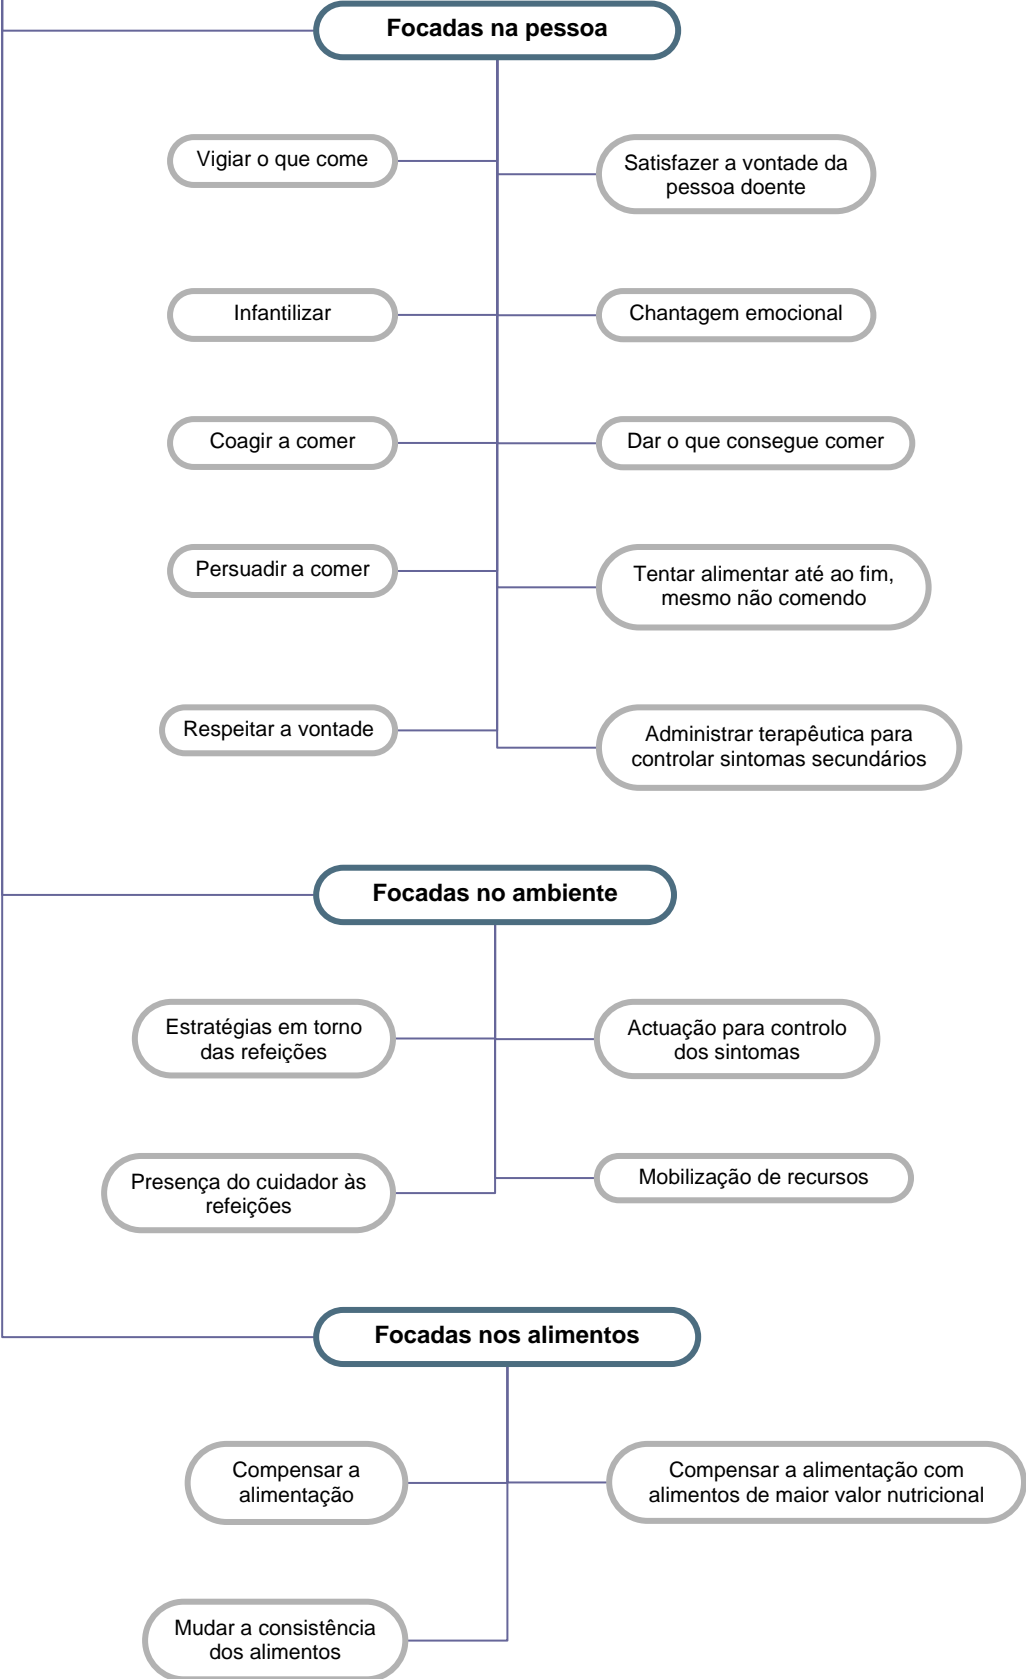 Focadas na pessoa
Vigiar o que come
Satisfazer a vontade da
pessoa doente
Infantilizar
Chantagem emocional
Coagir a comer
Dar o que consegue comer
Persuadir a comer
Tentar alimentar até ao fim,
mesmo não comendo
Respeitar a vontade
Administrar terapêutica para
controlar sintomas secundários
Focadas no ambiente
Estratégias em torno
das refeições
Actuação para controlo
dos sintomas
Presença do cuidador às
refeições
Mobilização de recursos
Focadas nos alimentos
Compensar a
alimentação
Compensar a alimentação com
alimentos de maior valor nutricional
Mudar a consistência
dos alimentos